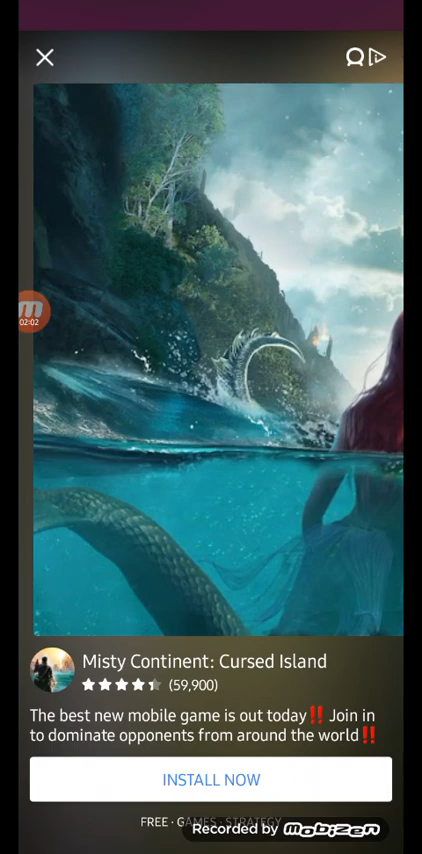 02:02
Misty Continent: Cursed Island
(59,900)
The best new mobile game is out today‼ Join in
to dominate opponents from around the world‼
INSTALL NOW
FREE · GAMES : STRATEGY
Recorded by mobizen